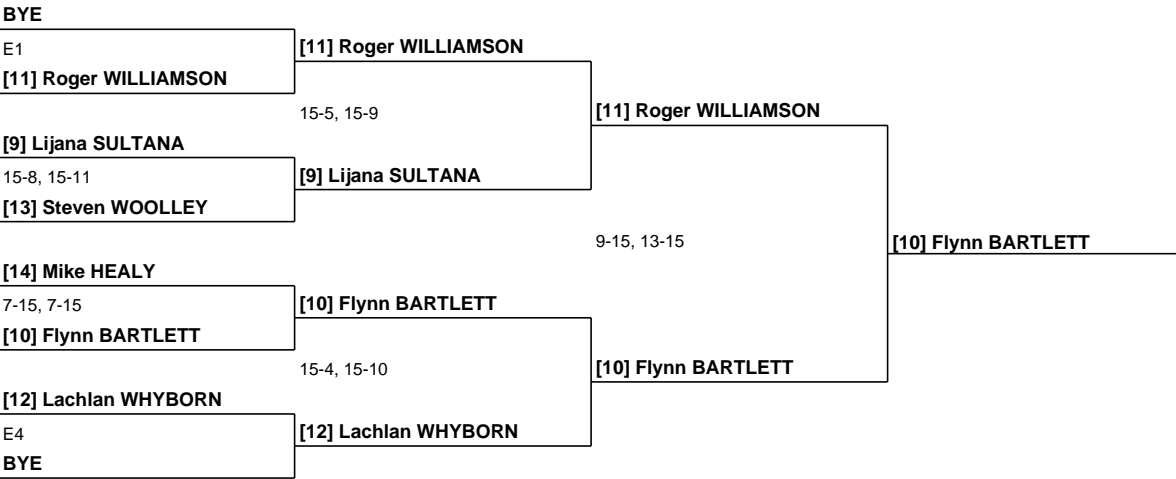 BYE
E1
[11] Roger WILLIAMSON
[9] Lijana SULTANA
15-8, 15-11
[13] Steven WOOLLEY
[14] Mike HEALY
7-15, 7-15
[10] Flynn BARTLETT
[12] Lachlan WHYBORN
E4
BYE
[11] Roger WILLIAMSON
15-5, 15-9
[9] Lijana SULTANA
[10] Flynn BARTLETT
15-4, 15-10
[12] Lachlan WHYBORN
[11] Roger WILLIAMSON
9-15, 13-15
[10] Flynn BARTLETT
[10] Flynn BARTLETT